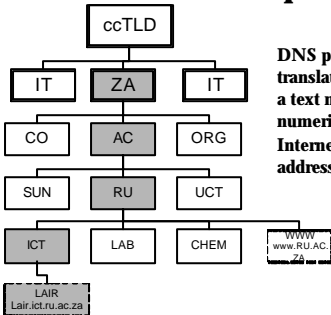 ccTLD
IT
ZA
IT
CO
AC
ORG
SUN
RU
UCT
ICT
LAB
CHEM
WWW
www.RU.AC.
ZA
LAIR
Lair.ict.ru.ac.za
DNS p
translat
a text n
numeri
Interne
address